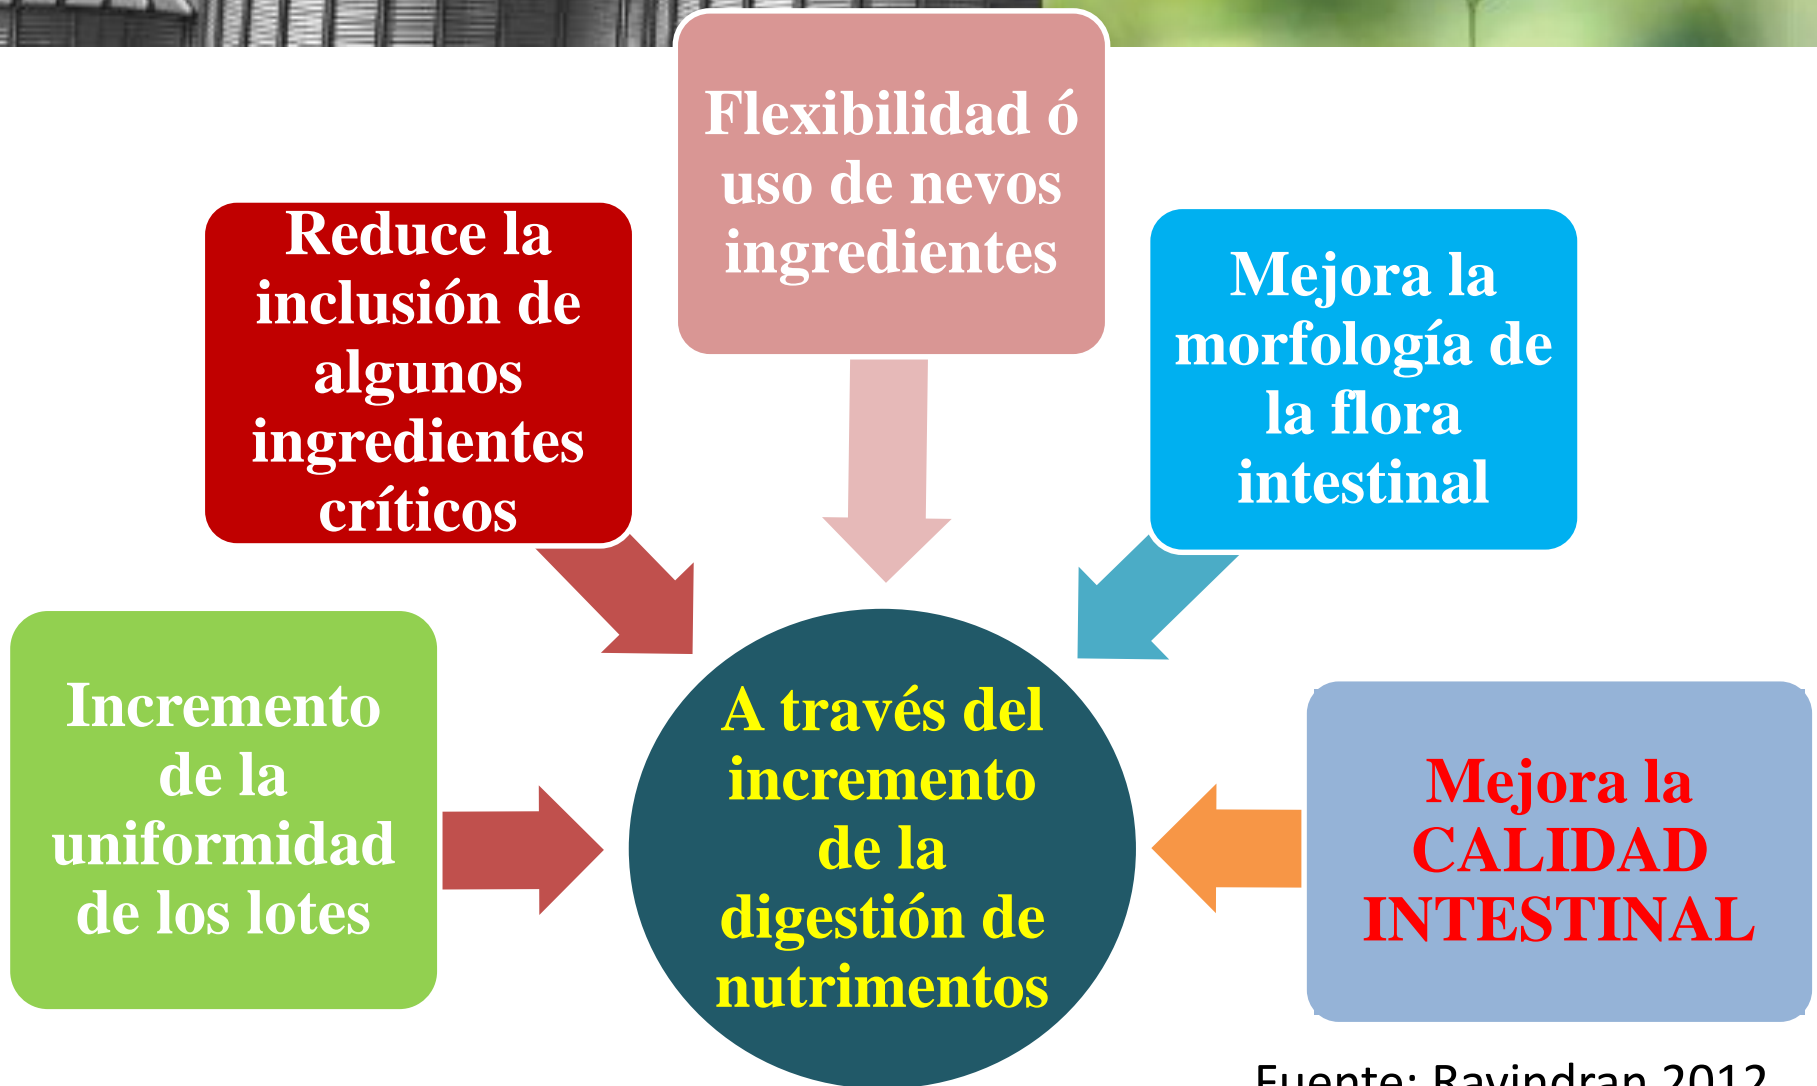 Flexibilidad ó
uso de nevos
ingredientes
Reduce la
inclusión de
algunos
ingredientes
críticos
Mejora la
morfología de
la flora
intestinal
Incremento
de la
uniformidad
de los lotes
A través del
incremento
de la
digestión de
nutrimentos
Mejora la
CALIDAD
INTESTINAL
Fuente: Ravindran 2012